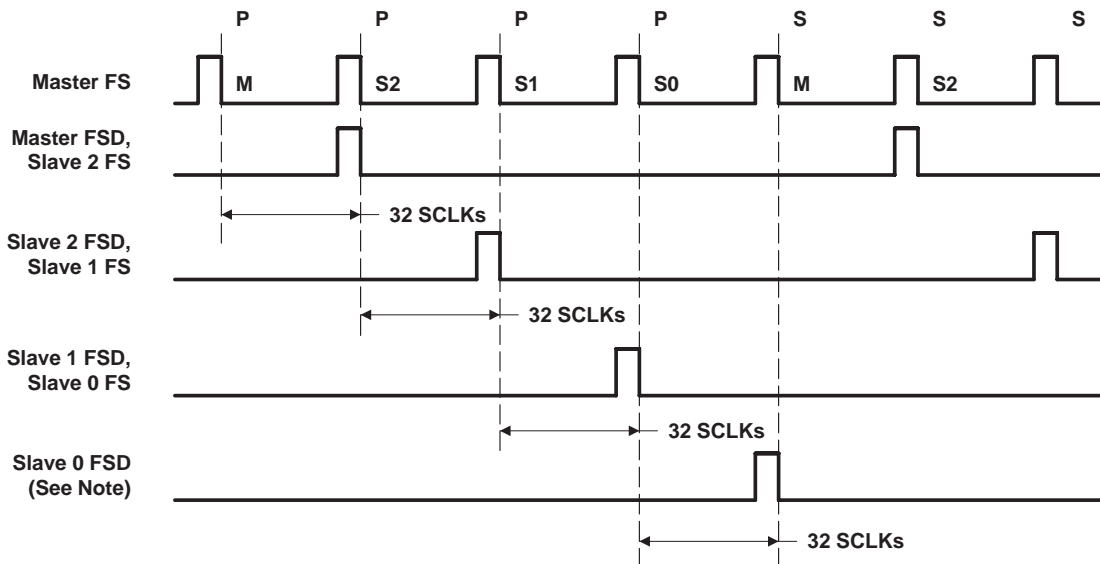 P P P P S S S
Master FS
M S2 S1 S0 M S2
Master FSD,
Slave 2 FS
32 SCLKs
Slave 2 FSD,
Slave 1 FS
32 SCLKs
Slave 1 FSD,
Slave 0 FS
32 SCLKs
Slave 0 FSD
(See Note)
32 SCLKs